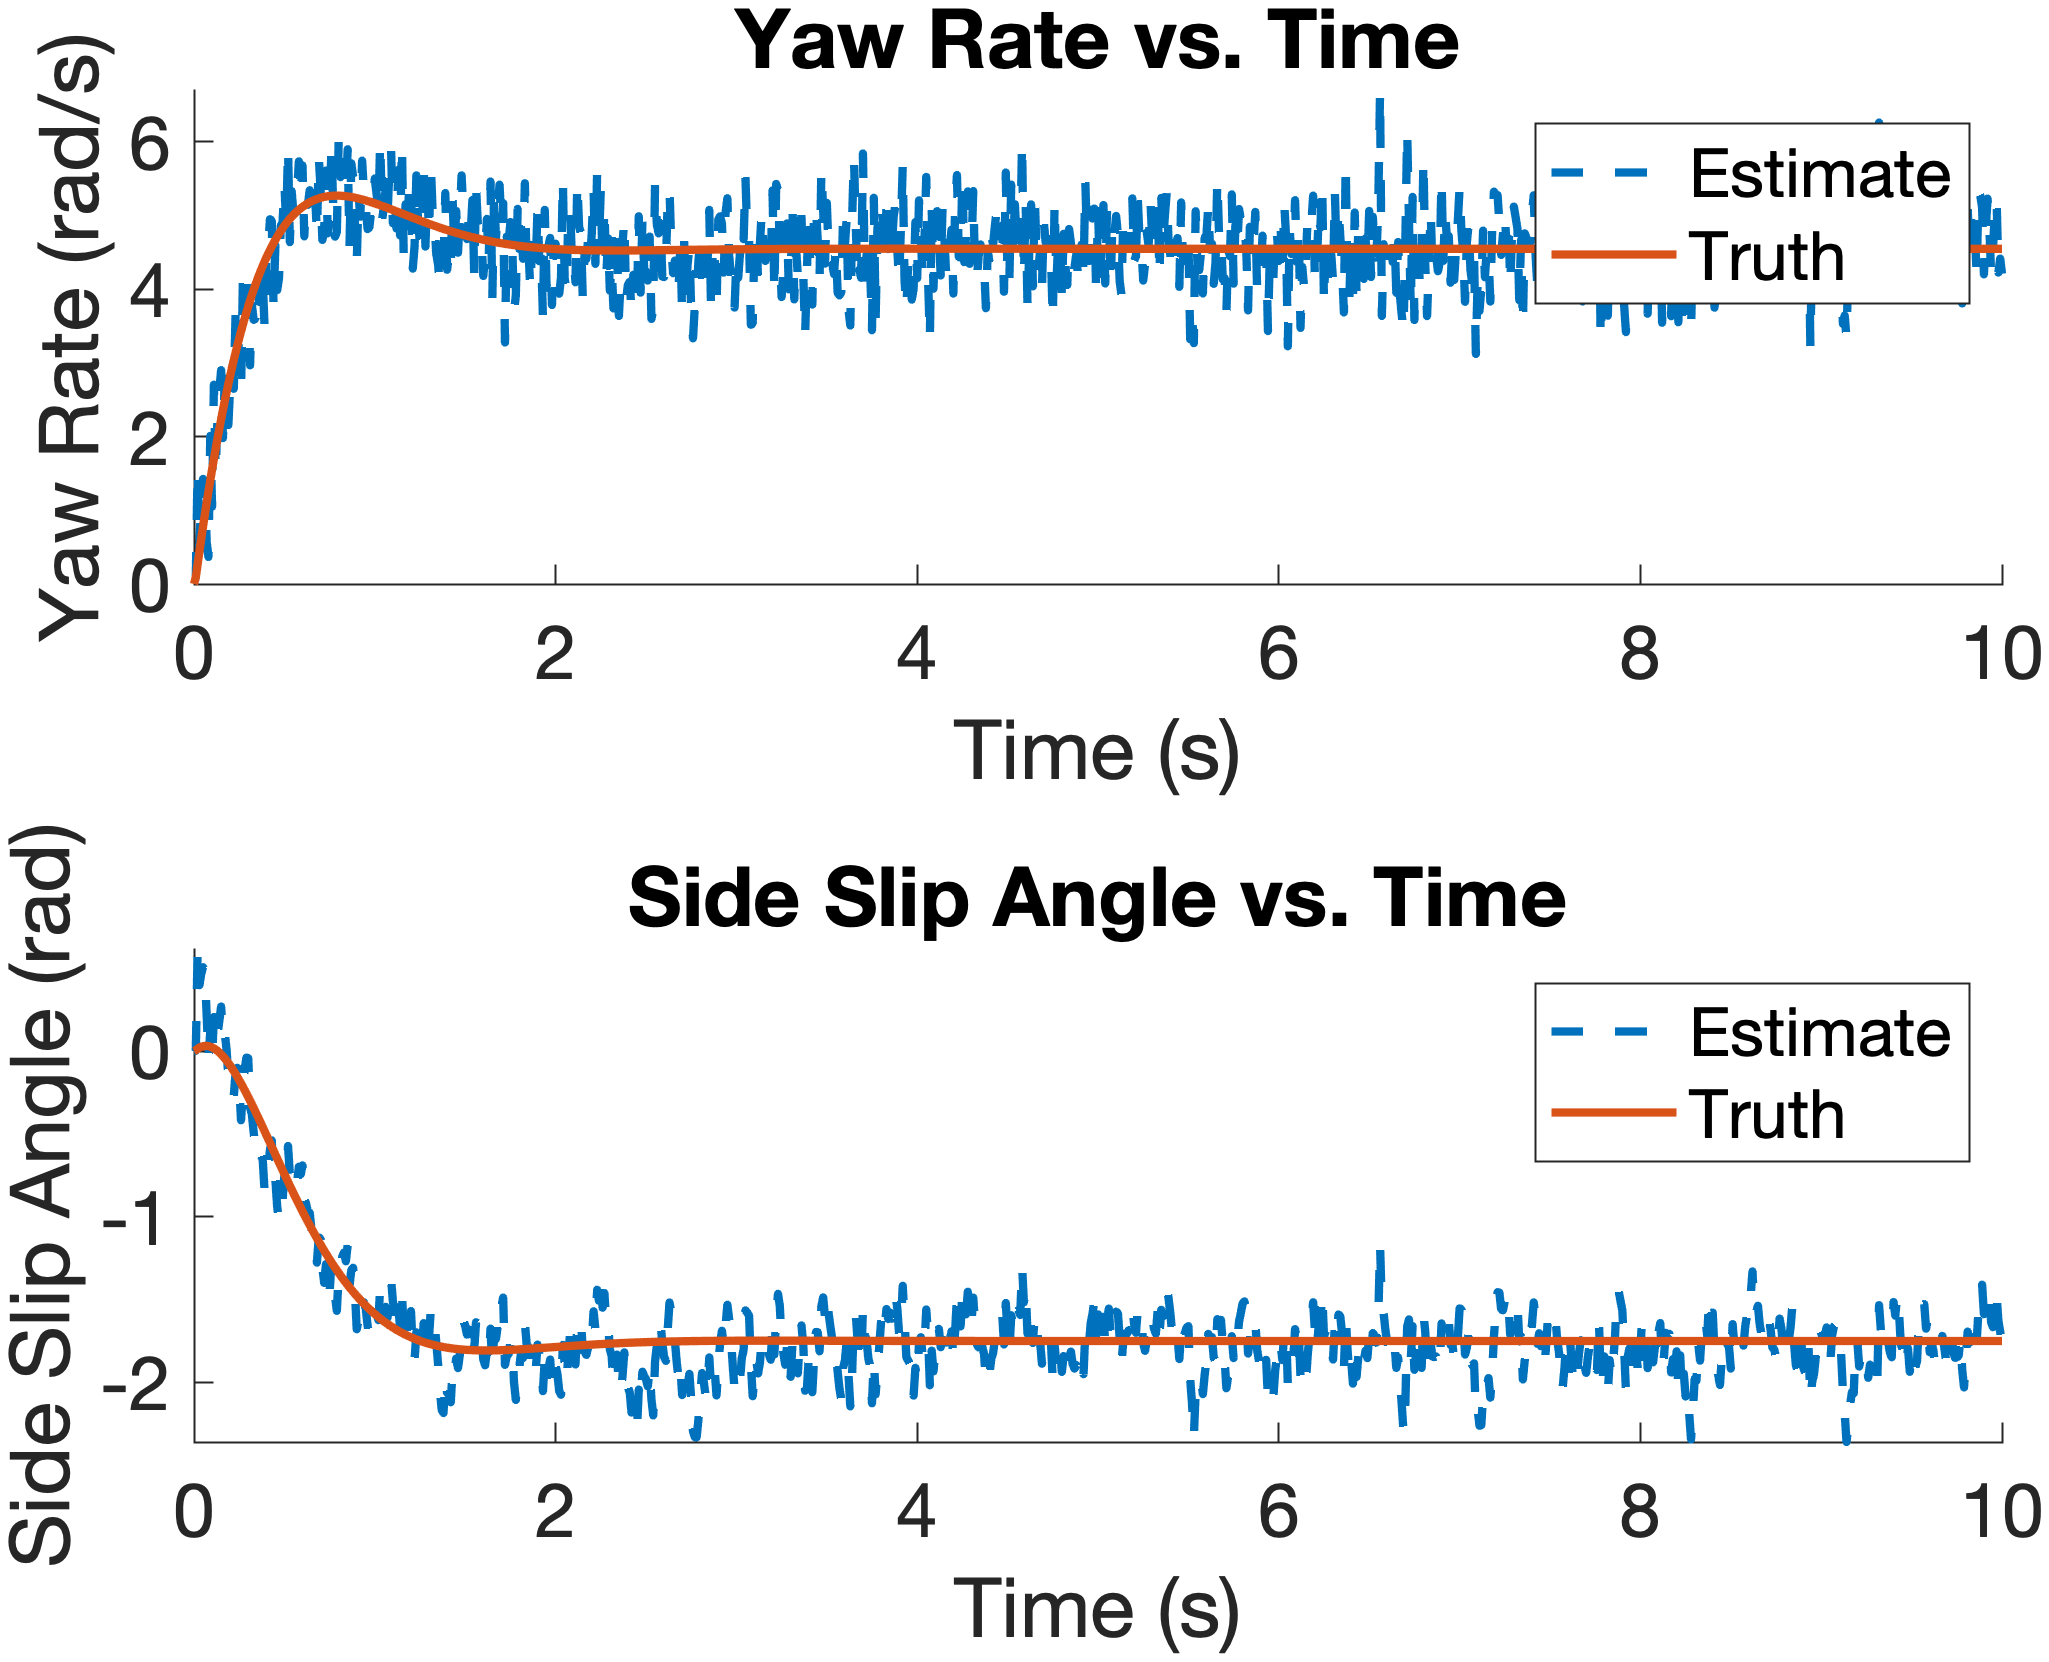 Yaw Rate vs. Time
Yaw Rate (rad/s)
6
4
2
0
Estimate
Truth
0 2 4 6 8 10
Time (s)
Side Slip Angle vs. Time
Side Slip Angle (rad)
0
-1
-2
Estimate
Truth
0 2 4 6 8 10
Time (s)